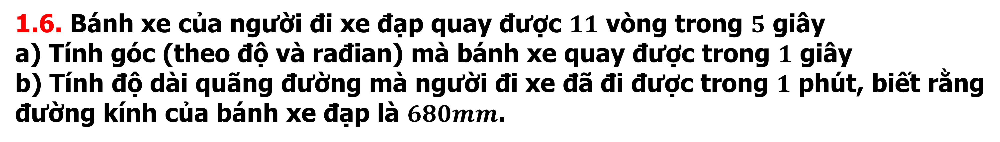 1.6. Bánh xe của người đi xe đạp quay được 11 vòng trong 5 giây
a) Tính góc (theo độ và rađian) mà bánh xe quay được trong 1 giây
b) Tính độ dài quãng đường mà người đi xe đã đi được trong 1 phút, biết rằng
đường kính của bánh xe đạp là 680mm.